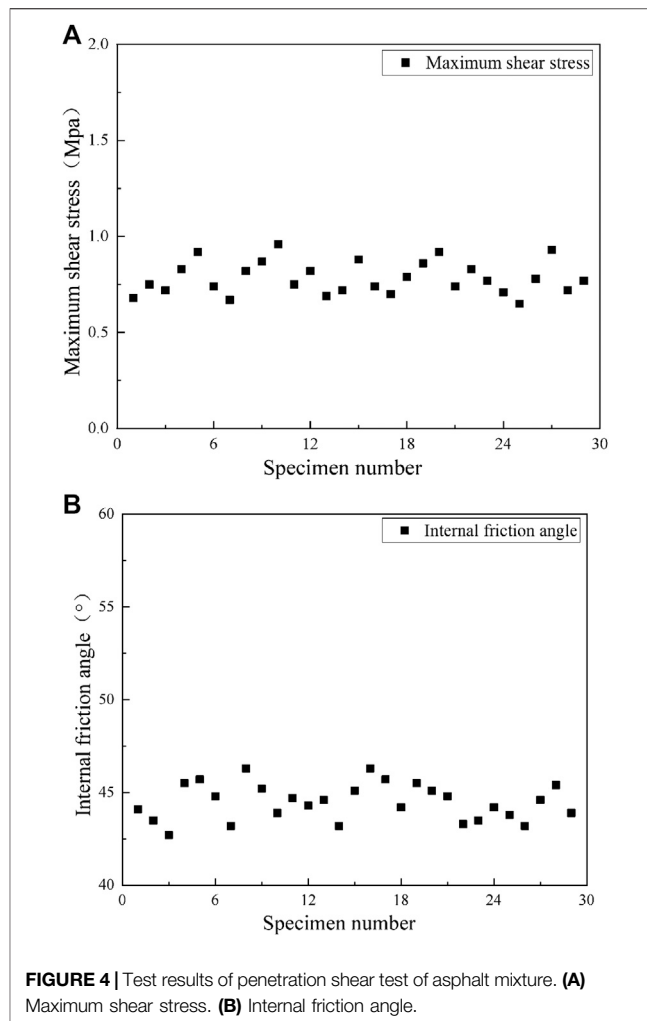 A
Maximum shear stress
2.0
1.5
1.0
0.5
0.0
Maximum shear stress（Mpa）
0 6 12 18 24 30
Specimen number
B
Internal friction angle
60
55
50
45
40
Internal friction angle（°）
0 6 12 18 24 30
Specimen number
FIGURE 4 | Test results of penetration shear test of asphalt mixture. (A)
Maximum shear stress. (B) Internal friction angle.